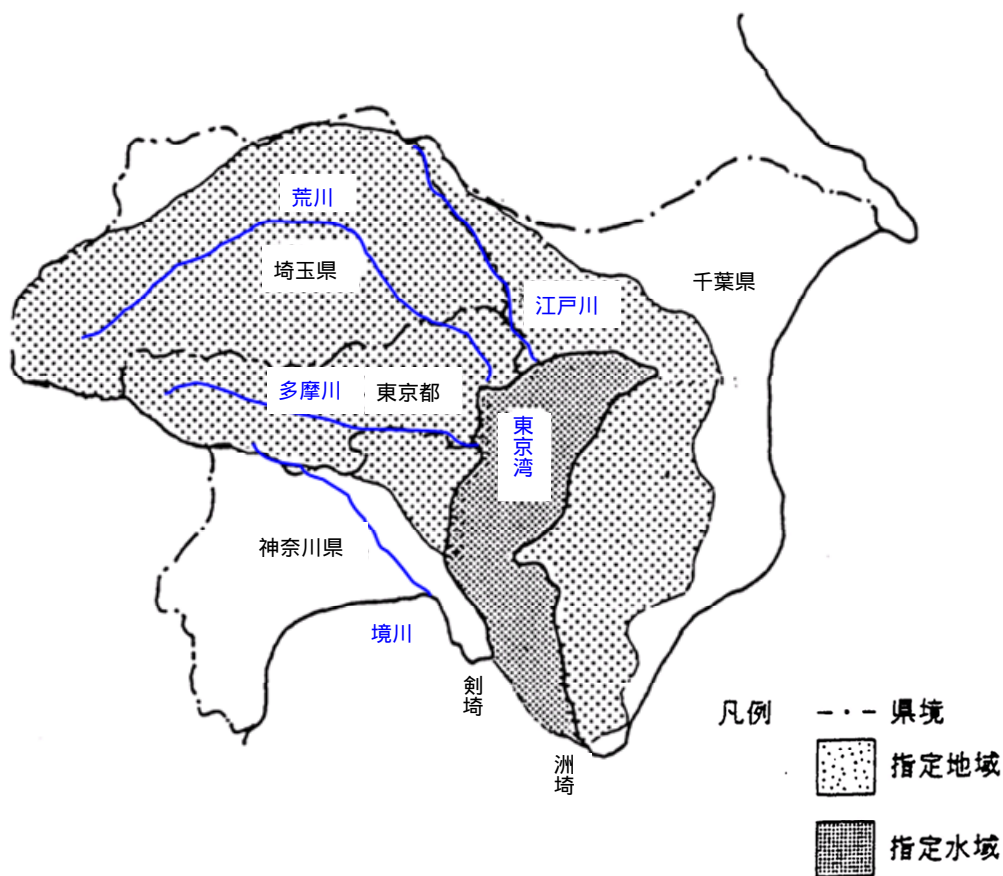 荒川
埼玉県
千葉県
江戸川
多摩川
東京都
東京湾
神奈川県
境川
剣埼
洲埼
凡例
県境
指定地域
指定水域